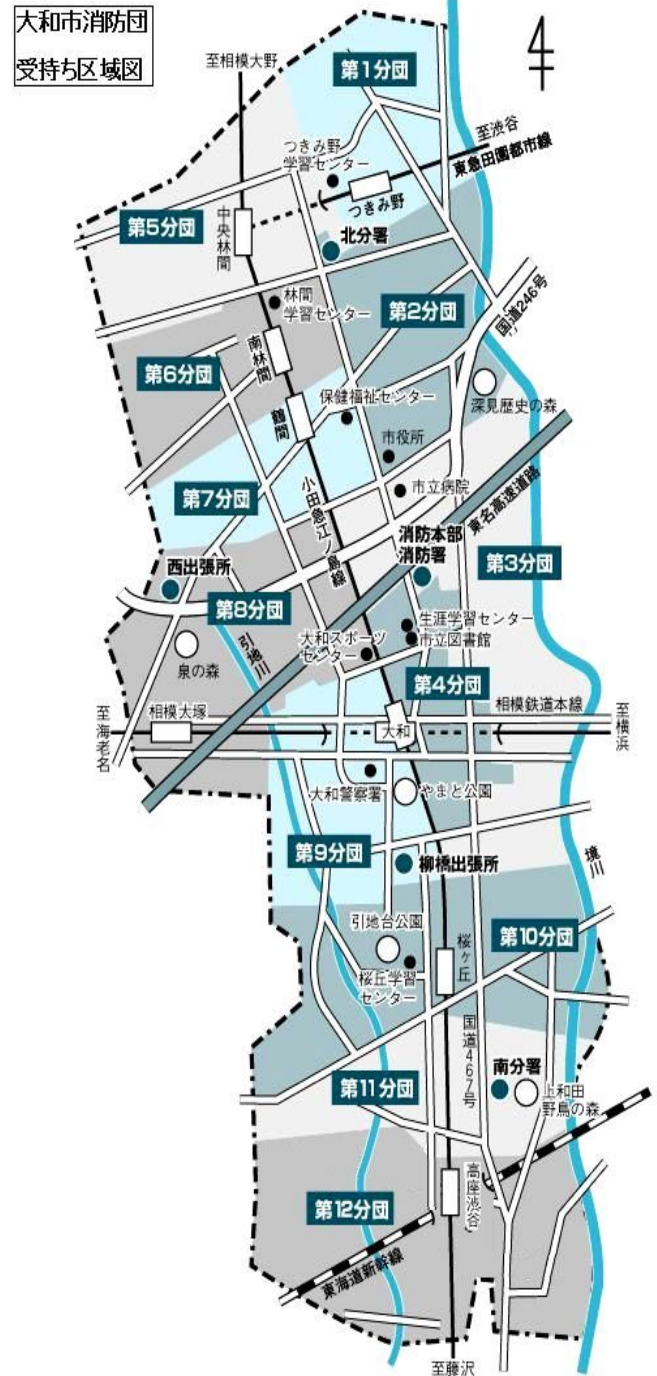 大和市消防団
受持ち区域図
至相模大野
第1分団
至渋谷
東急田園都市線
つきみ野
学習センター
つきみ野
第5分団
中央林間
北分署
林間
学習センター
第2分団
国道246号
南林間
第6分団
深見歴史の森
保健福祉センター
鶴間
市役所
第7分団
市立病院
小田急江ノ島線
東名高速道路
消防本部
消防署
第3分団
西出張所
第8分団
生涯学習センター
市立図書館
大和スポーツ
センター
引地川
泉の森
第4分団
至海老名
相模大塚
相模鉄道本線
至横浜
大和
大和警察署
やまと公園
第9分団
柳橋出張所
境川
引地台公園
第10分団
桜ヶ丘
桜丘学習
センター
国道467号
南分署
第11分団
上和田
野鳥の森
高座渋谷
第12分団
東海道新幹線
至藤沢